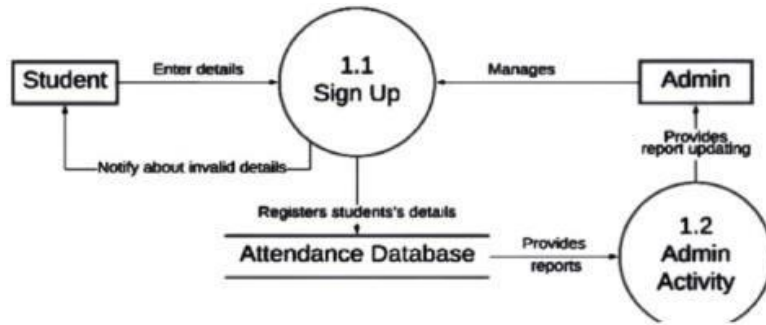 Student
Enter details
1.1
Sign Up
Manages
Admin
Notify about invalid details
Provides
report updating
Registers students's details
Attendance Database
Provides
reports
1.2
Admin
Activity